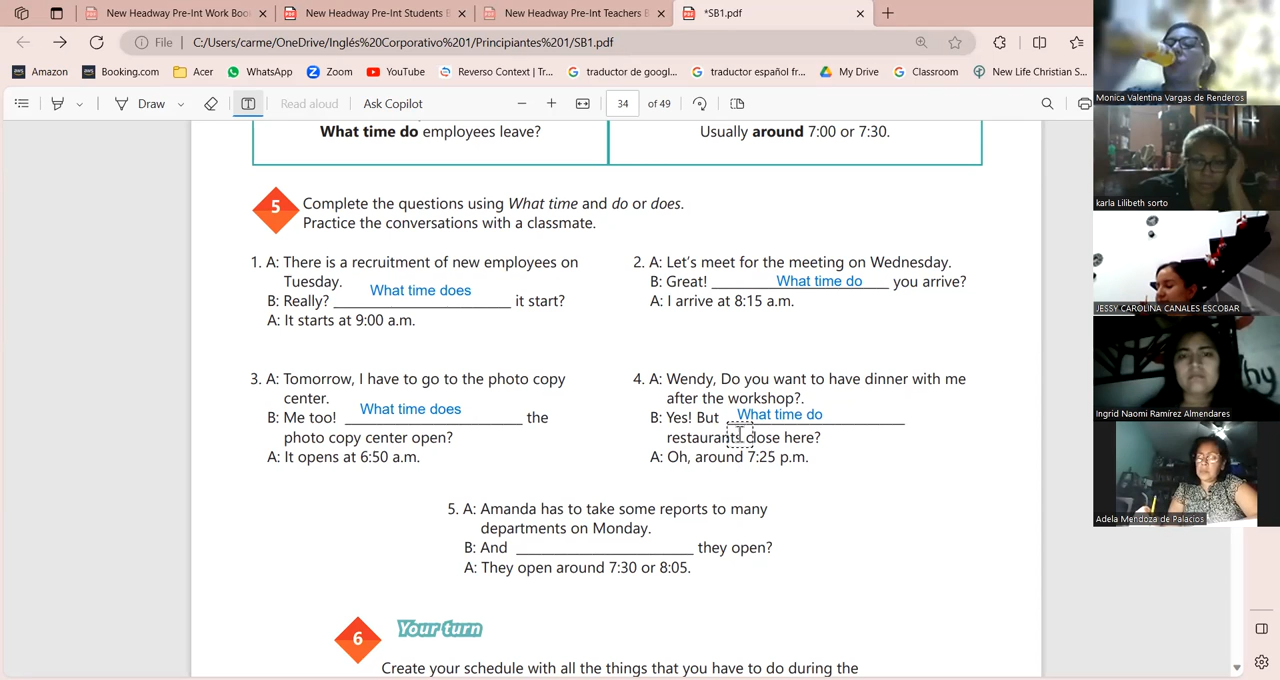 New Headway Pre-Int Work Boo
New Headway Pre-Int Students B
New Headway Pre-Int Teachers B
*SB1.pdf
File
C:/Users/carme/OneDrive/Inglés%20Corporativo%201/Principiantes%201/SB1.pdf
Amazon
Booking.com
Acer
WhatsApp
Zoom
YouTube
Reverso Context | Tr...
traductor de googl...
traductor español fr...
My Drive
Classroom
New Life Christian S...
Draw
Read aloud
Ask Copilot
34
of 49
What time do employees leave?
Usually around 7:00 or 7:30.
5
Complete the questions using What time and do or does.
Practice the conversations with a classmate.
1. A: There is a recruitment of new employees on
Tuesday.
B: Really? What time does it start?
A: It starts at 9:00 a.m.
2. A: Let's meet for the meeting on Wednesday.
B: Great! What time do you arrive?
A: I arrive at 8:15 a.m.
3. A: Tomorrow, I have to go to the photo copy
center.
B: Me too! What time does the
photo copy center open?
A: It opens at 6:50 a.m.
4. A: Wendy, Do you want to have dinner with me
after the workshop?.
B: Yes! But What time do
restaurants close here?
A: Oh, around 7:25 p.m.
5. A: Amanda has to take some reports to many
departments on Monday.
B: And ____________________ they open?
A: They open around 7:30 or 8:05.
6
Your turn
Create your schedule with all the things that you have to do during the
Monica Valentina Vargas de Renderos
karla Lilibeth sorto
JESSY CAROLINA CANALES ESCOBAR
Ingrid Naomi Ramírez Almendares
Adela Mendoza de Palacios